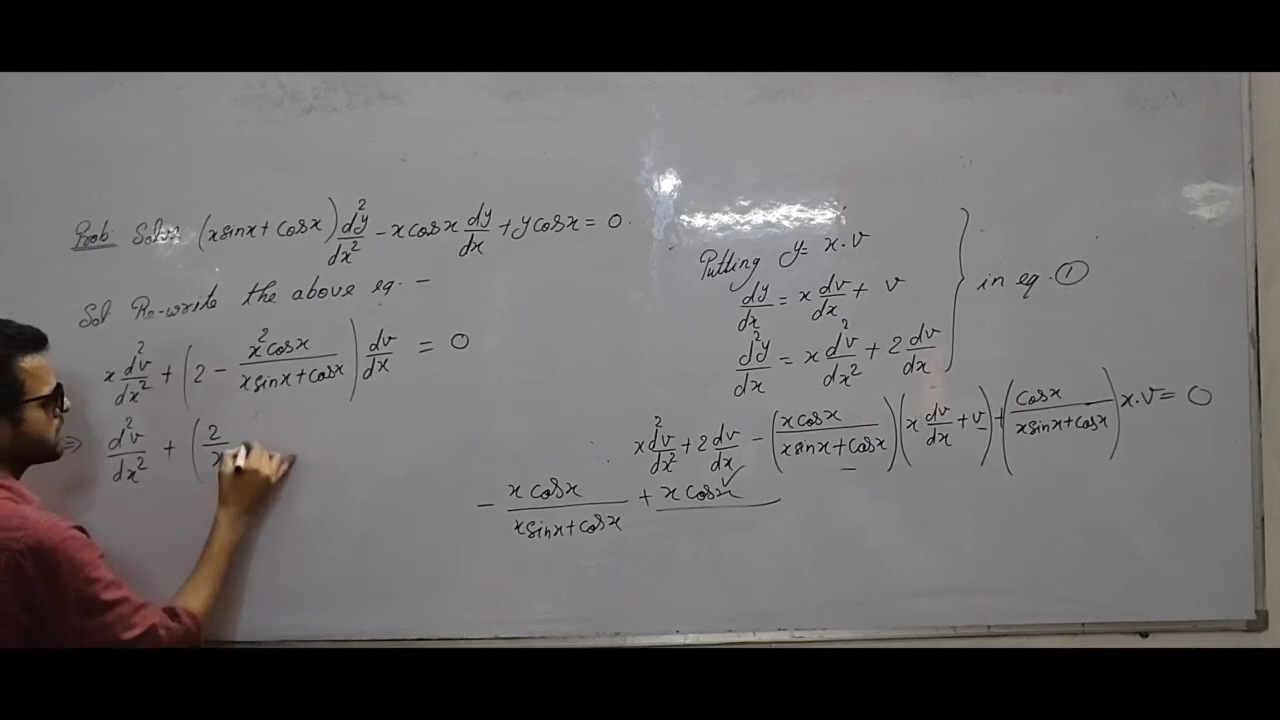 Prob. Solve (x sinx + cosx) d²y/dx² - x cosx dy/dx + y cosx = 0.
Sol Re-write the above eq. -
x d²v/dx² + (2 - x² cosx / x sinx + cosx) dv/dx = 0
⇒ d²v/dx² + (2/x
Putting y = x.v
dy/dx = x dv/dx + v
d²y/dx = x d²v/dx² + 2 dv/dx
} in eq. ①
x d²v/dx² + 2 dv/dx - (x cosx / x sinx + cosx) (x dv/dx + v) + (cosx / x sinx + cosx) x.v = 0
- x cosx / x sinx + cosx + x cosx ✓